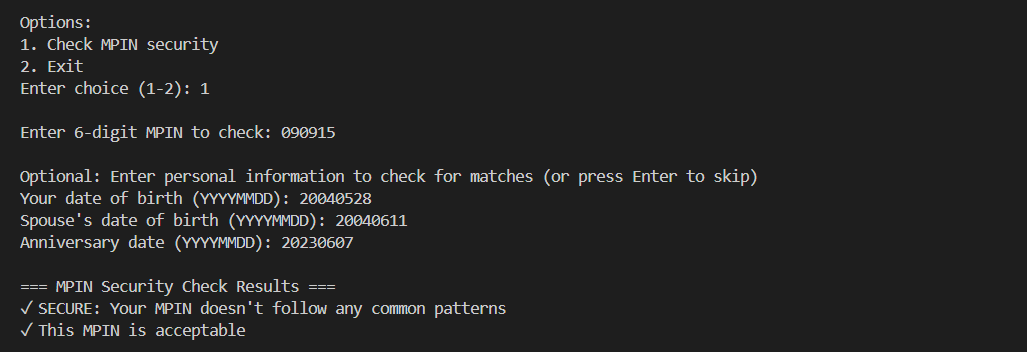 Options:
1. Check MPIN security
2. Exit
Enter choice (1-2): 1
Enter 6-digit MPIN to check: 090915
Optional: Enter personal information to check for matches (or press Enter to skip)
Your date of birth (YYYYMMDD): 20040528
Spouse's date of birth (YYYYMMDD): 20040611
Anniversary date (YYYYMMDD): 20230607
=== MPIN Security Check Results ===
✓ SECURE: Your MPIN doesn't follow any common patterns
✓ This MPIN is acceptable